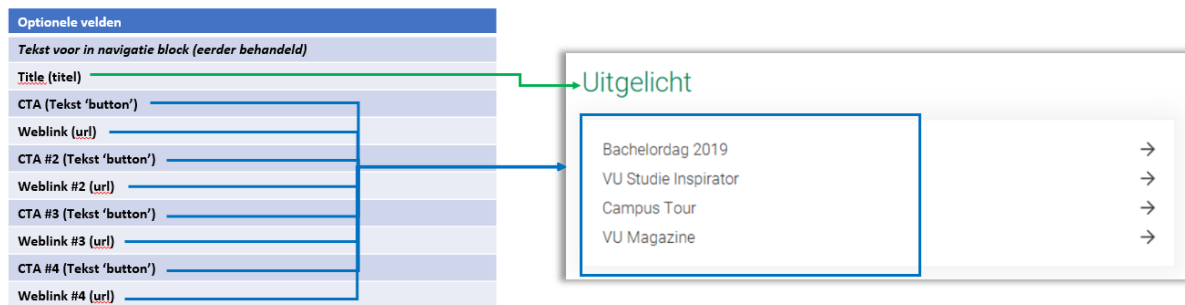 Optionele velden
Tekst voor in navigatie block (eerder behandeld)
Title (titel)
CTA (Tekst ‘button’)
Weblink (url)
CTA #2 (Tekst ‘button’)
Weblink #2 (url)
CTA #3 (Tekst ‘button’)
Weblink #3 (url)
CTA #4 (Tekst ‘button’)
Weblink #4 (url)
Uitgelicht
Bachelordag 2019
VU Studie Inspirator
Campus Tour
VU Magazine